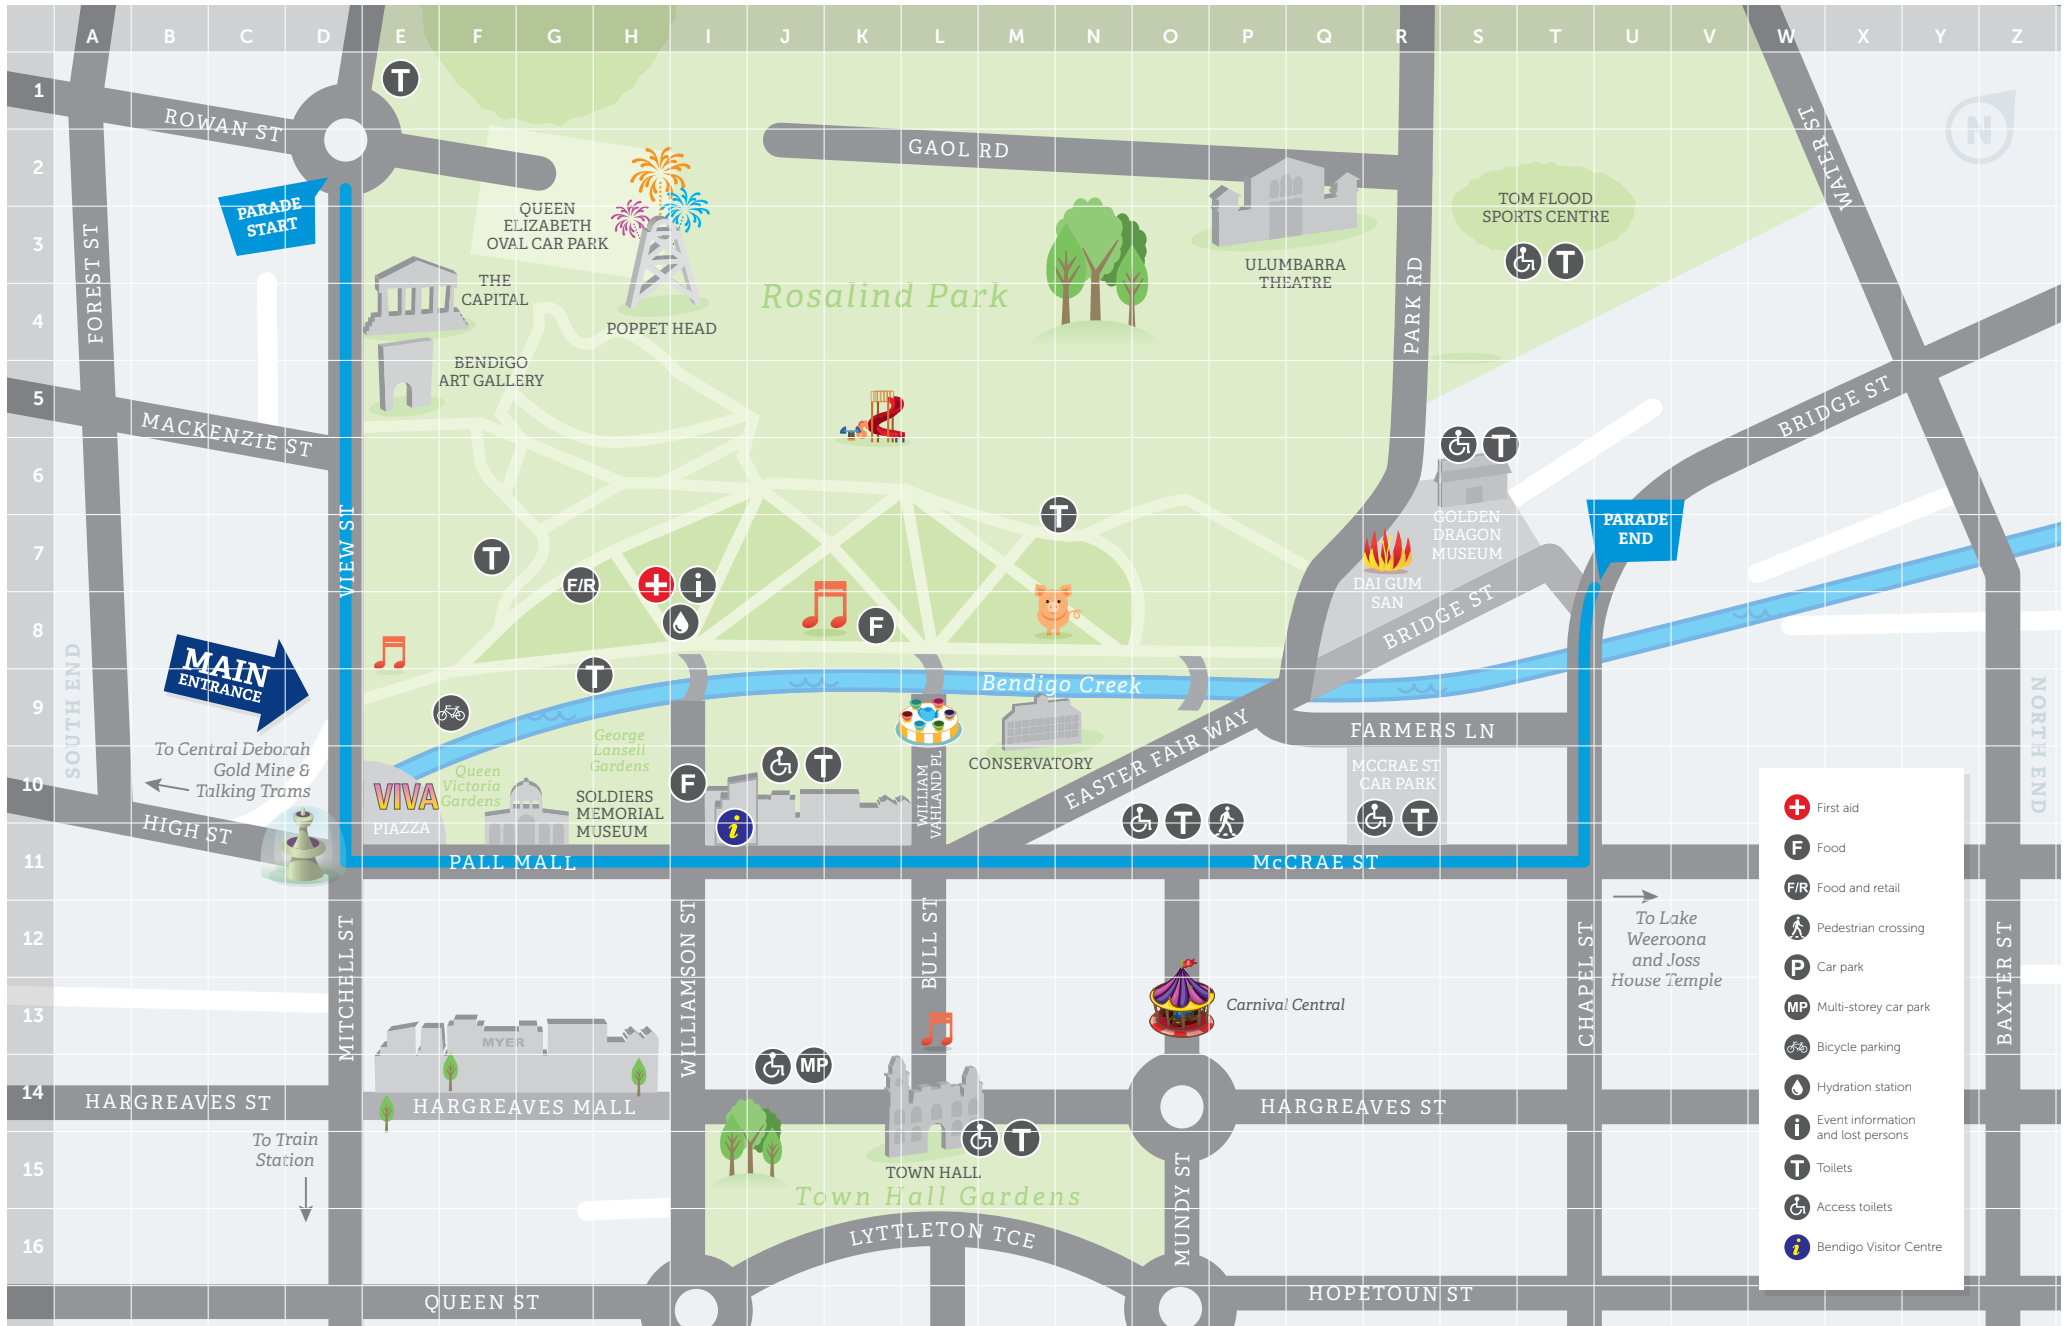 A B C D E F G H I J K L M N O P Q R S T U V W X Y Z
1
2
3
4
5
6
7
8
9
10
11
12
13
14
15
16
T
ROWAN ST
GAOL RD
WATER ST
N
PARADE
START
QUEEN
ELIZABETH
OVAL CAR PARK
TOM FLOOD
SPORTS CENTRE
T
FOREST ST
THE
CAPITAL
POPPET HEAD
Rosalind Park
ULUMBARRA
THEATRE
PARK RD
BENDIGO
ART GALLERY
MACKENZIE ST
BRIDGE ST
T
VIEW ST
T
T
GOLDEN
DRAGON
MUSEUM
PARADE
END
F/R
i
DAI GUM
SAN
BRIDGE ST
F
MAIN
ENTRANCE
SOUTH END
T
Bendigo Creek
NORTH END
To Central Deborah
Gold Mine &
Talking Trams
George
Lansell
Gardens
Queen
Victoria
Gardens
CONSERVATORY
EASTER FAIR WAY
FARMERS LN
MCCRAE ST
CAR PARK
VIVA
PIAZZA
SOLDIERS
MEMORIAL
MUSEUM
F
T
i
WILLIAM
VAHLAND PL
T
T
HIGH ST
PALL MALL
McCRAE ST
To Lake
Weeroona
and Joss
House Temple
MITCHELL ST
WILLIAMSON ST
BULL ST
CHAPEL ST
BAXTER ST
Carnival Central
MYER
MP
HARGREAVES ST
HARGREAVES MALL
HARGREAVES ST
To Train
Station
T
TOWN HALL
Town Hall Gardens
MUNDY ST
LYTTLETON TCE
QUEEN ST
HOPETOUN ST
First aid
F Food
F/R Food and retail
Pedestrian crossing
P Car park
MP Multi-storey car park
Bicycle parking
Hydration station
i Event information
and lost persons
T Toilets
Access toilets
i Bendigo Visitor Centre